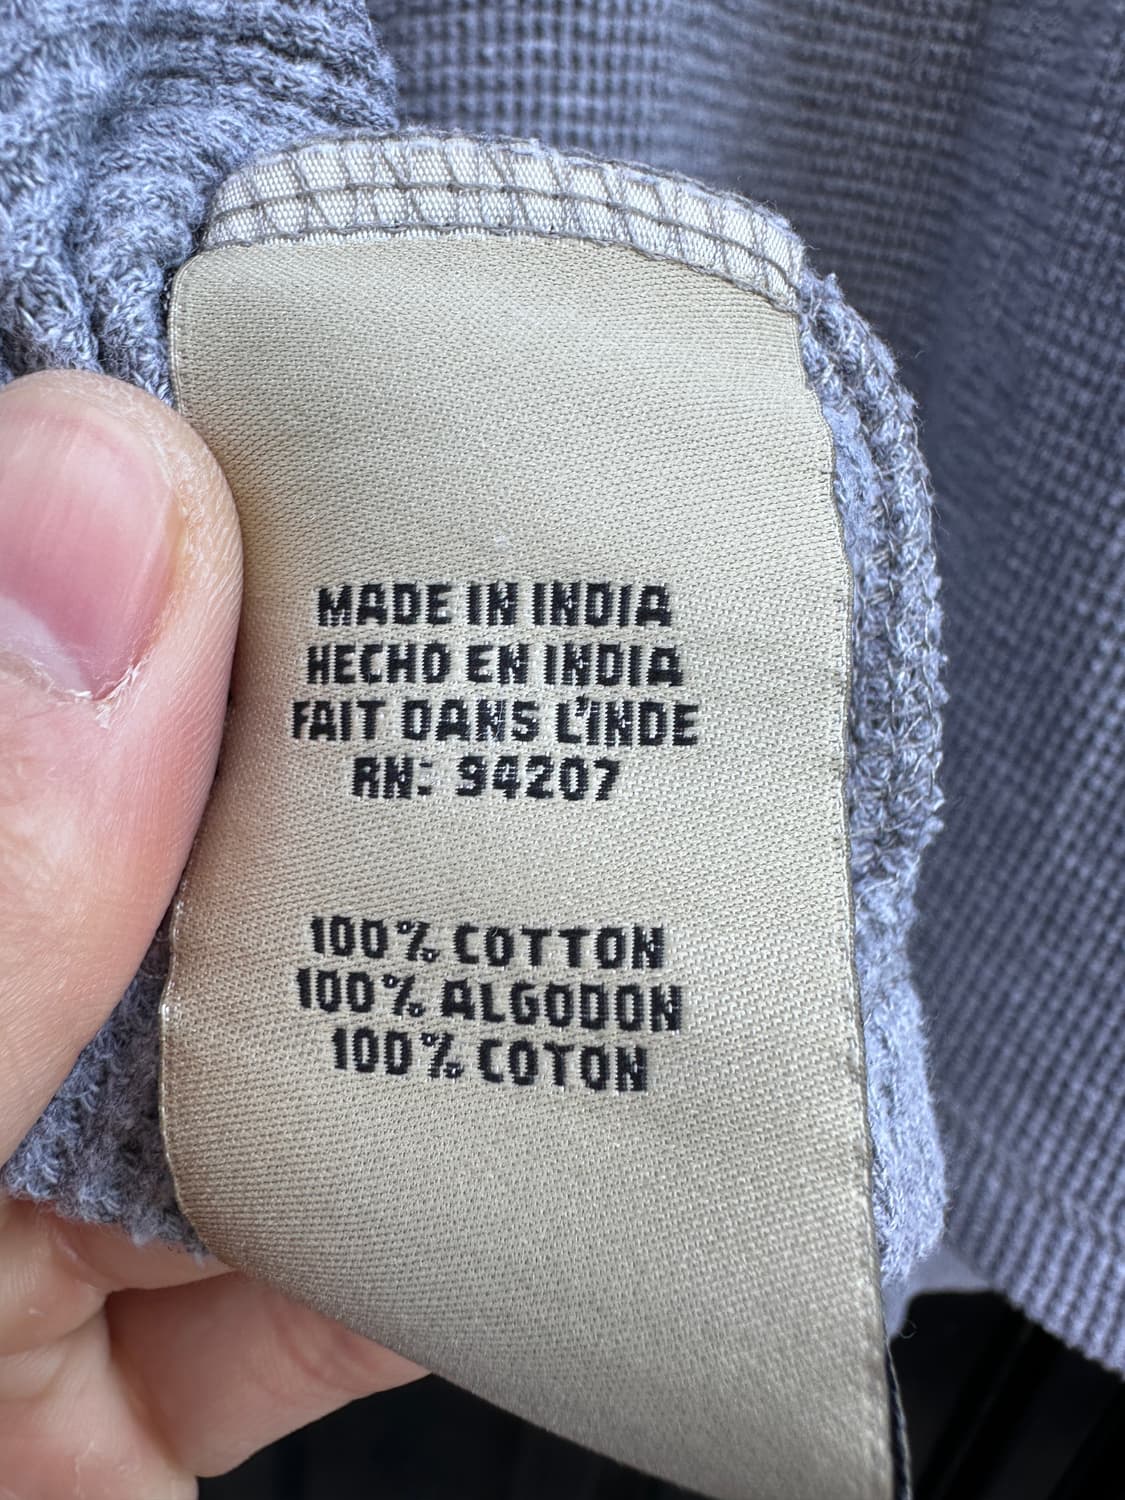 MADE IN INDIA
HECHO EN INDIA
FAIT DANS L'INDE
RN: 94207
100% COTTON
100% ALGODON
100% COTON